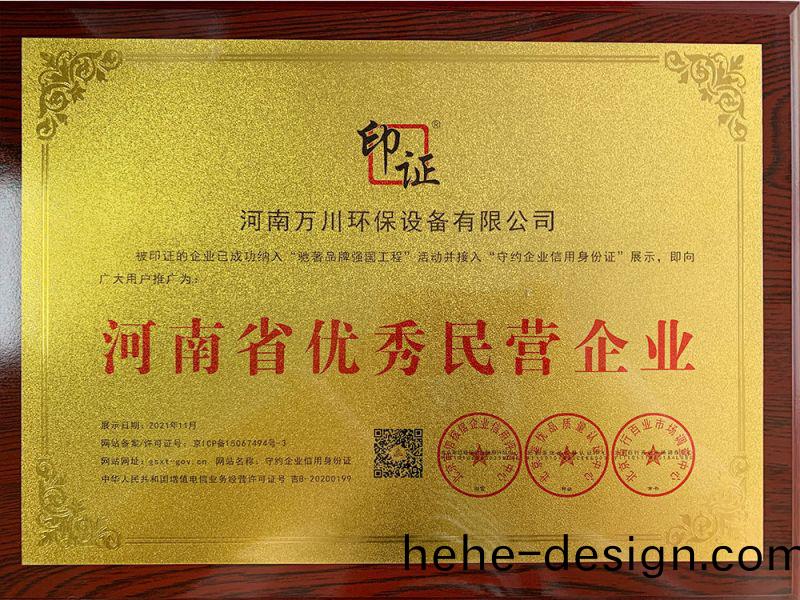 印证®
河南万川环保设备有限公司
被印证的企业已成功纳入“驰著品牌强国工程”活动并接入“守约企业信用身份证”展示，即向
广大用户推广为：
河南省优秀民营企业
展示日期：2021年11月
网站备案/许可证号：京ICP备15067494号-3
网站网址：gsxt-gov.cn 网站名称：守约企业信用身份证
中华人民共和国增值电信业务经营许可证号 吉B-20200199
hehe-design.com